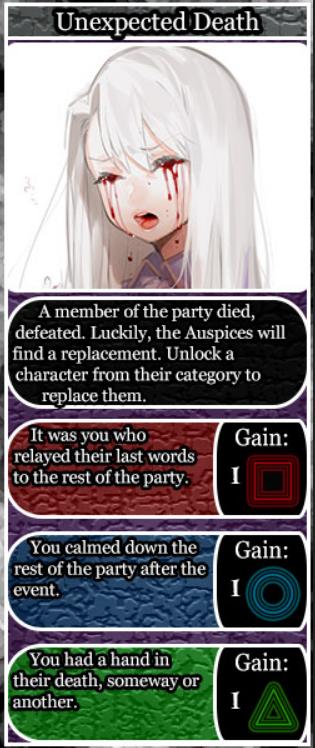 Unexpected Death
A member of the party died,
defeated. Luckily, the Auspices will
find a replacement. Unlock a
character from their category to
replace them.
It was you who
relayed their last words
to the rest of the party.
Gain:
I
You calmed down the
rest of the party after the
event.
Gain:
I
You had a hand in
their death, someway or
another.
Gain:
I